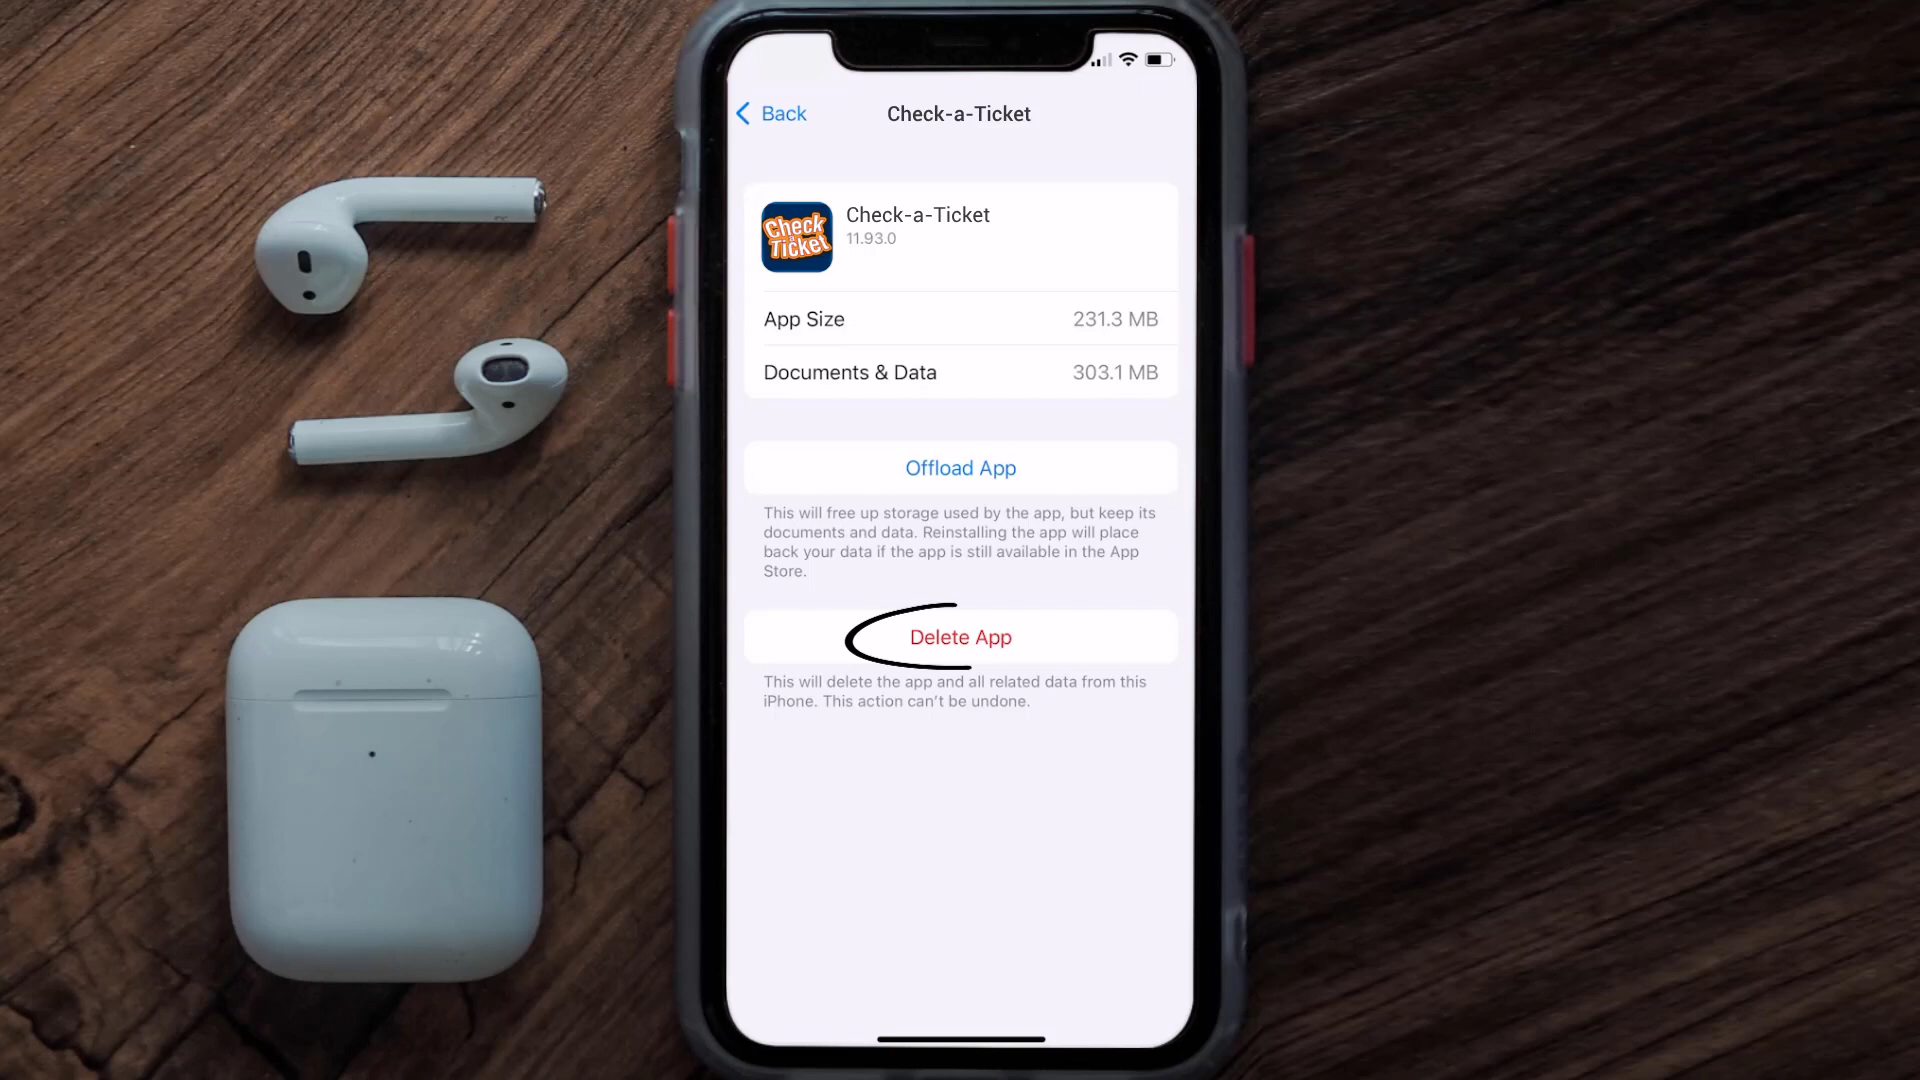 Back
Check-a-Ticket
Check
a
Ticket
Check-a-Ticket
11.93.0
App Size 231.3 MB
Documents & Data 303.1 MB
Offload App
This will free up storage used by the app, but keep its
documents and data. Reinstalling the app will place
back your data if the app is still available in the App
Store.
Delete App
This will delete the app and all related data from this
iPhone. This action can't be undone.